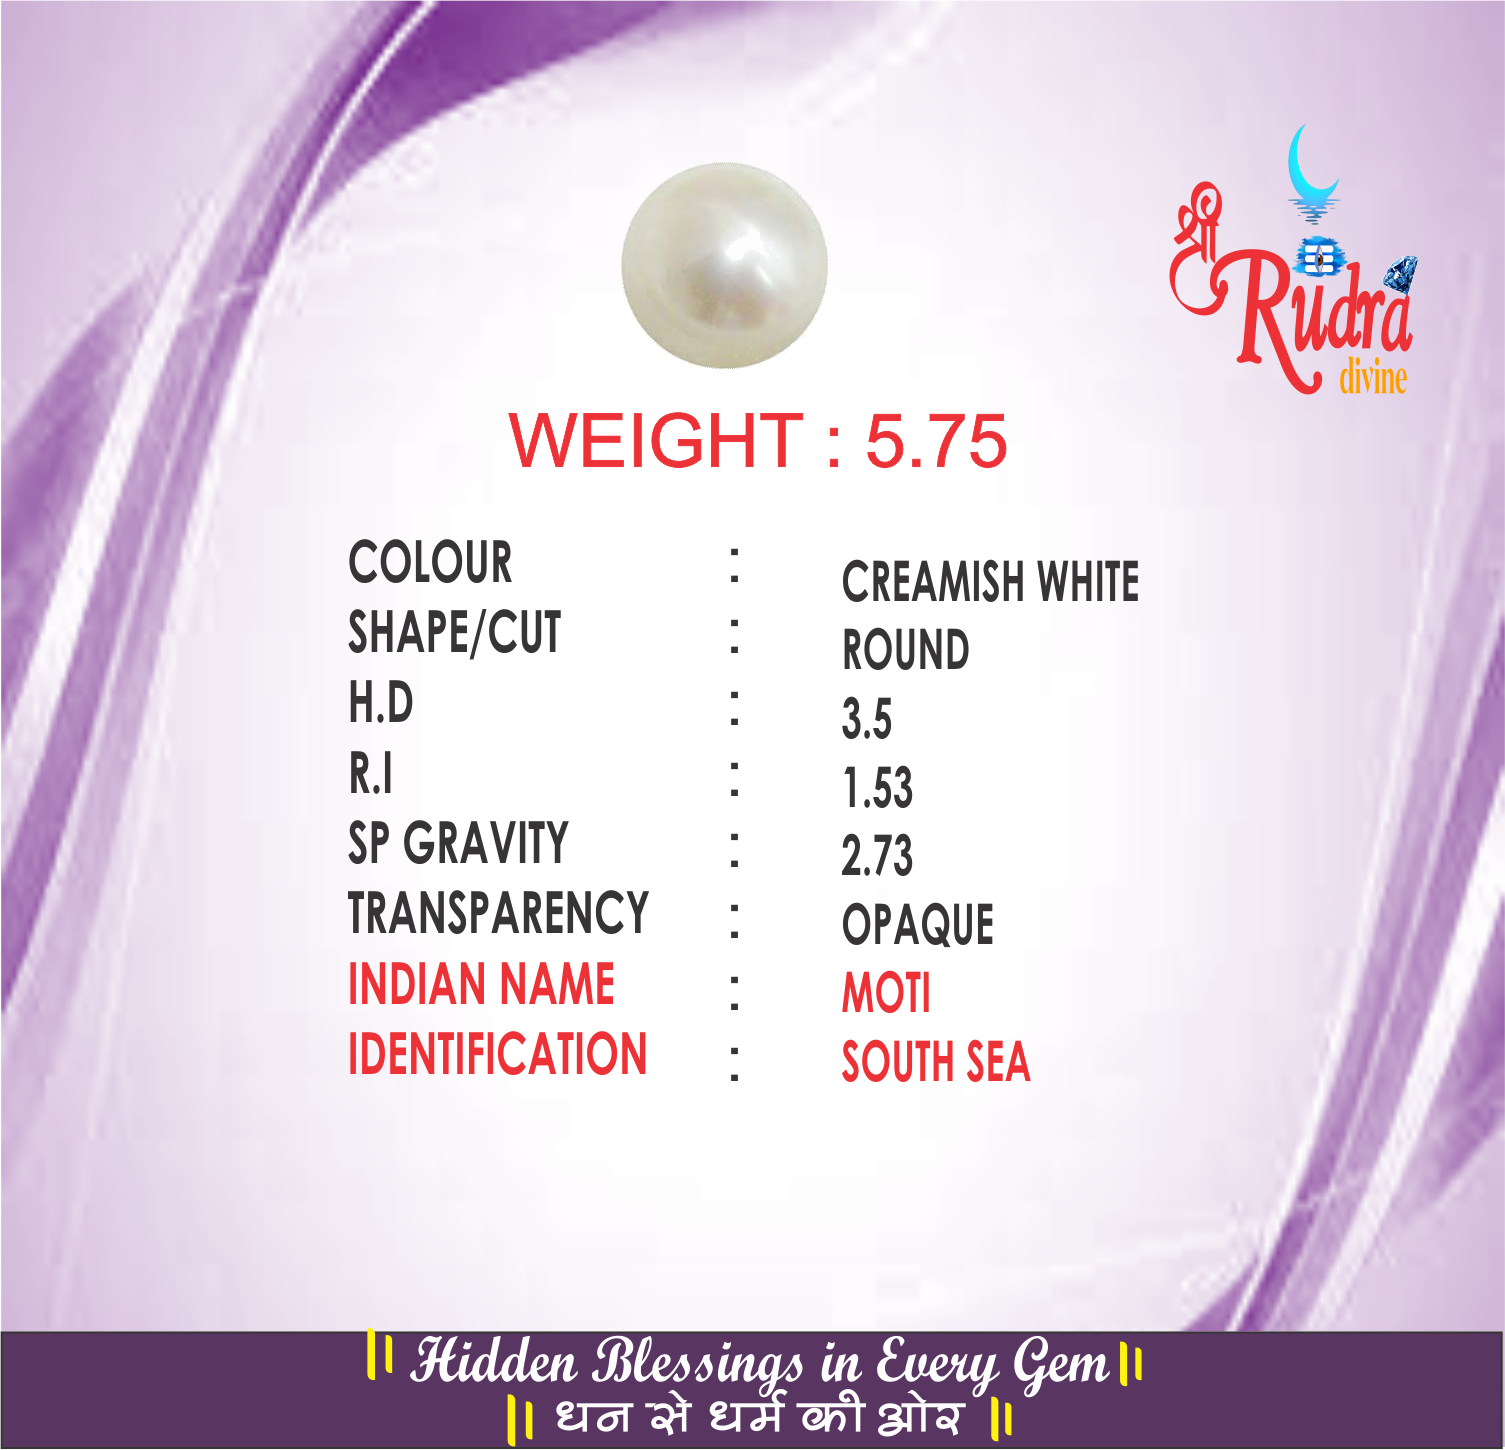 श्री
Rudra
divine
WEIGHT : 5.75
COLOUR : CREAMISH WHITE
SHAPE/CUT : ROUND
H.D : 3.5
R.I : 1.53
SP GRAVITY : 2.73
TRANSPARENCY : OPAQUE
INDIAN NAME : MOTI
IDENTIFICATION : SOUTH SEA
|| Hidden Blessings in Every Gem ||
|| धन से धर्म की ओर ||